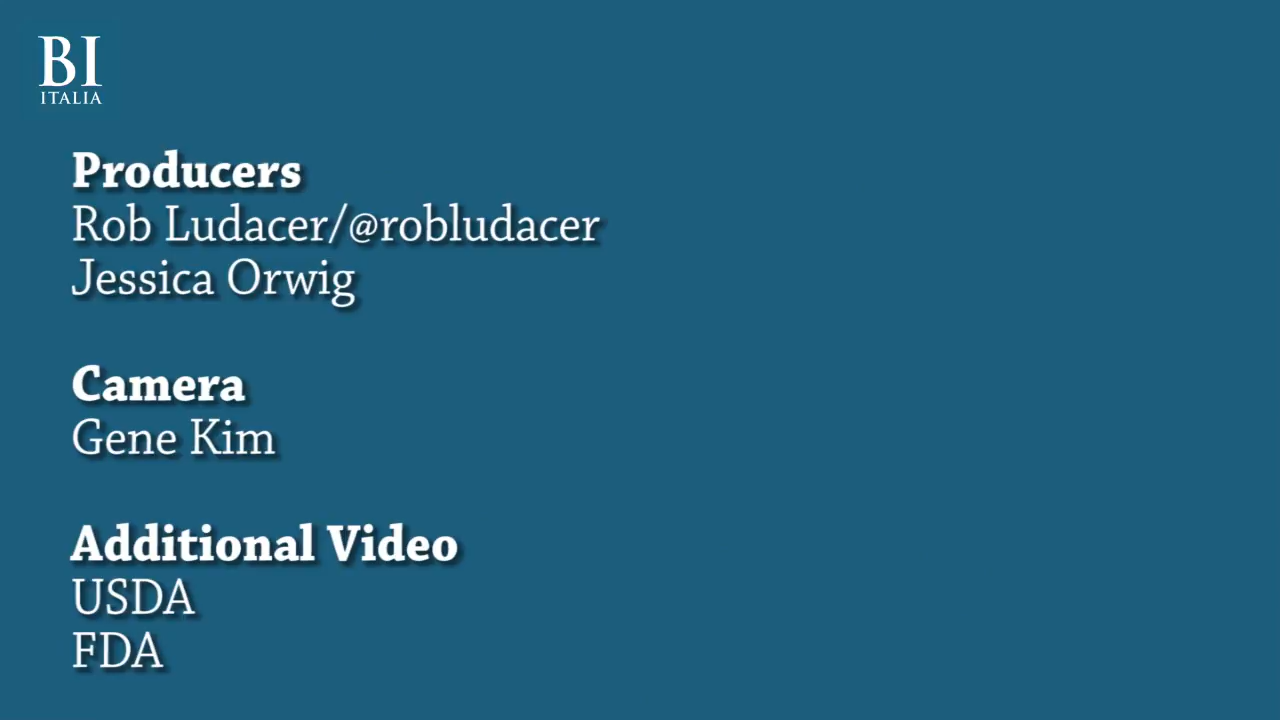 BI
ITALIA
Producers
Rob Ludacer/@robludacer
Jessica Orwig
Camera
Gene Kim
Additional Video
USDA
FDA